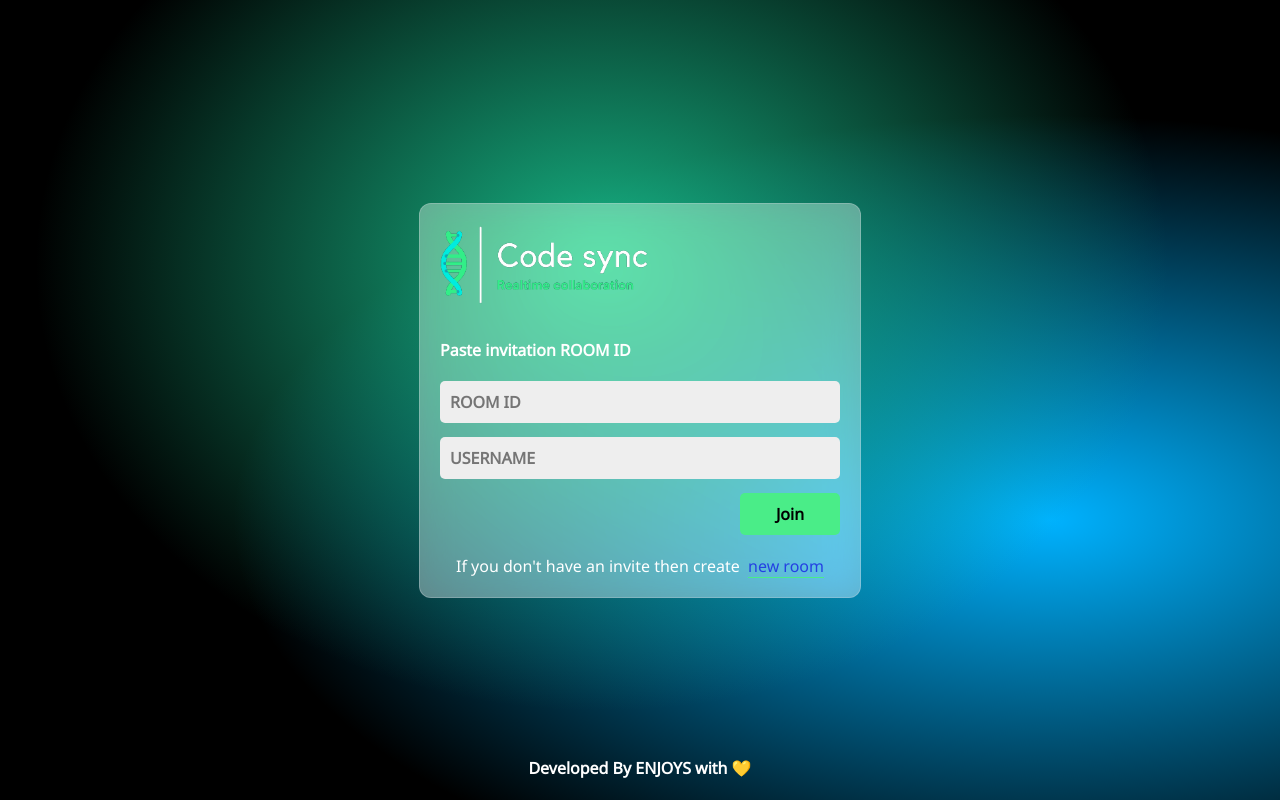 Code sync
Realtime collaboration
Paste invitation ROOM ID
ROOM ID
USERNAME
Join
If you don't have an invite then create new room
Developed By ENJOYS with 💛